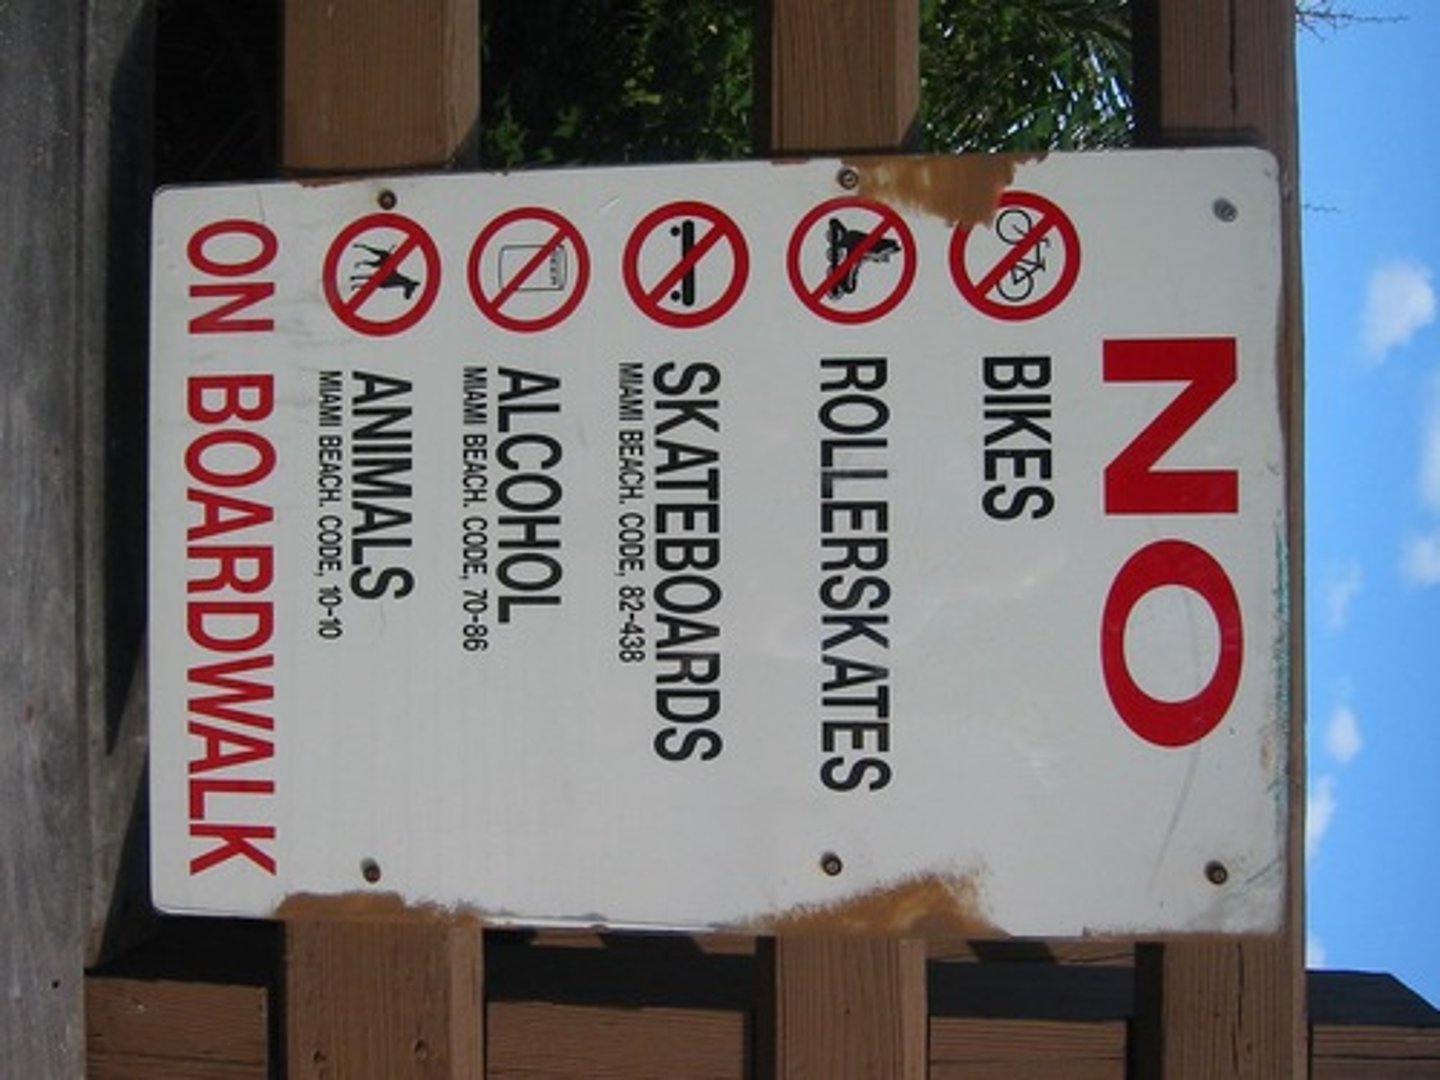 NO
BIKES
ROLLERSKATES
SKATEBOARDS
MIAMI BEACH. CODE, 82-438
ALCOHOL
MIAMI BEACH. CODE, 70-86
ANIMALS
MIAMI BEACH. CODE, 10-10
ON BOARDWALK